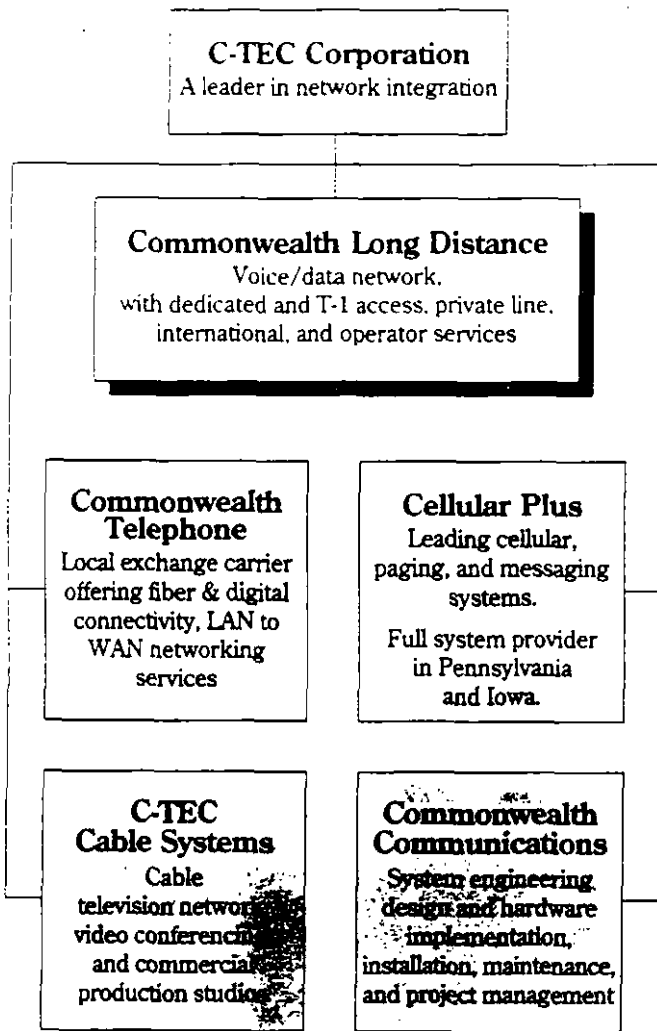 C-TEC Corporation
A leader in network integration
Commonwealth Long Distance
Voice/data network,
with dedicated and T-1 access, private line,
international, and operator services
Commonwealth
Telephone
Local exchange carrier
offering fiber & digital
connectivity, LAN to
WAN networking
services
Cellular Plus
Leading cellular,
paging, and messaging
systems.
Full system provider
in Pennsylvania
and Iowa.
C-TEC
Cable Systems
Cable
television network,
video conferencing,
and commercial
production studios
Commonwealth
Communications
System engineering
design and hardware
implementation,
installation, maintenance,
and project management